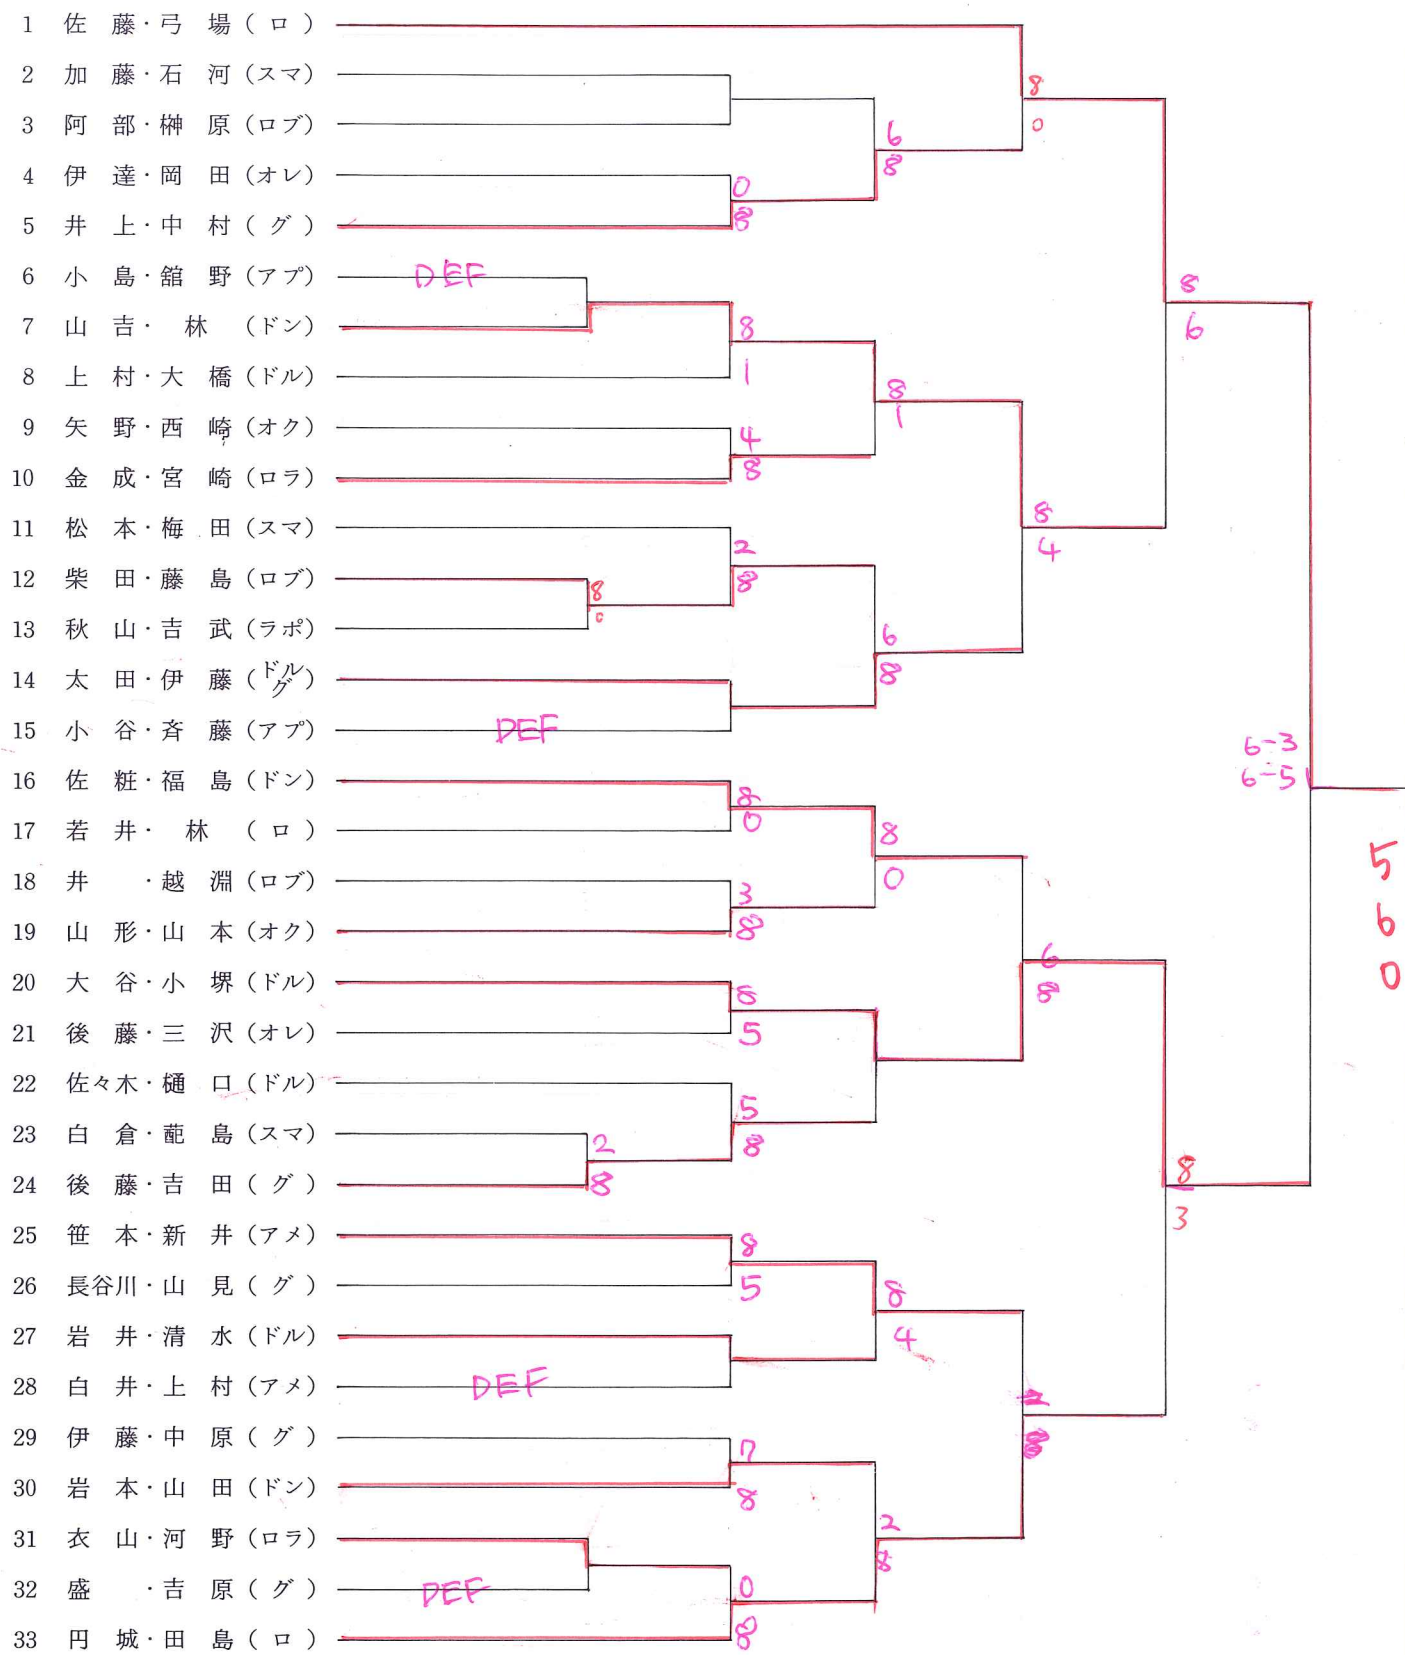 1 佐 藤・弓 場 ( ロ )
2 加 藤・石 河 (スマ)
8
3 阿 部・榊 原 (ロブ)
0
6
8
4 伊 達・岡 田 (オレ)
0
5 井 上・中 村 ( グ )
8
6 小 島・舘 野 (アプ) DEF
8
7 山 吉・ 林 (ドン)
8
6
8 上 村・大 橋 (ドル)
1
8
1
9 矢 野・西 崎 (オク)
4
10 金 成・宮 崎 (ロラ)
8
11 松 本・梅 田 (スマ)
8
2
4
12 柴 田・藤 島 (ロブ)
8
8
0
13 秋 山・吉 武 (ラポ)
6
14 太 田・伊 藤 (ドルグ)
8
15 小 谷・斉 藤 (アプ) DEF
6-3
16 佐 粧・福 島 (ドン)
6-5
8
0
17 若 井・ 林 ( ロ )
8
5
18 井 ・越 淵 (ロブ)
0
3
19 山 形・山 本 (オク)
8
6
6
20 大 谷・小 堺 (ドル)
8
8
0
21 後 藤・三 沢 (オレ)
5
22 佐々木・樋 口 (ドル)
5
23 白 倉・蓜 島 (スマ)
2
8
24 後 藤・吉 田 ( グ )
8
8
3
25 笹 本・新 井 (アメ)
8
26 長谷川・山 見 ( グ )
5
8
27 岩 井・清 水 (ドル)
4
28 白 井・上 村 (アメ) DEF
29 伊 藤・中 原 ( グ )
8
7
30 岩 本・山 田 (ドン)
8
31 衣 山・河 野 (ロラ)
2
8
32 盛 ・吉 原 ( グ ) DEF
0
33 円 城・田 島 ( ロ )
8